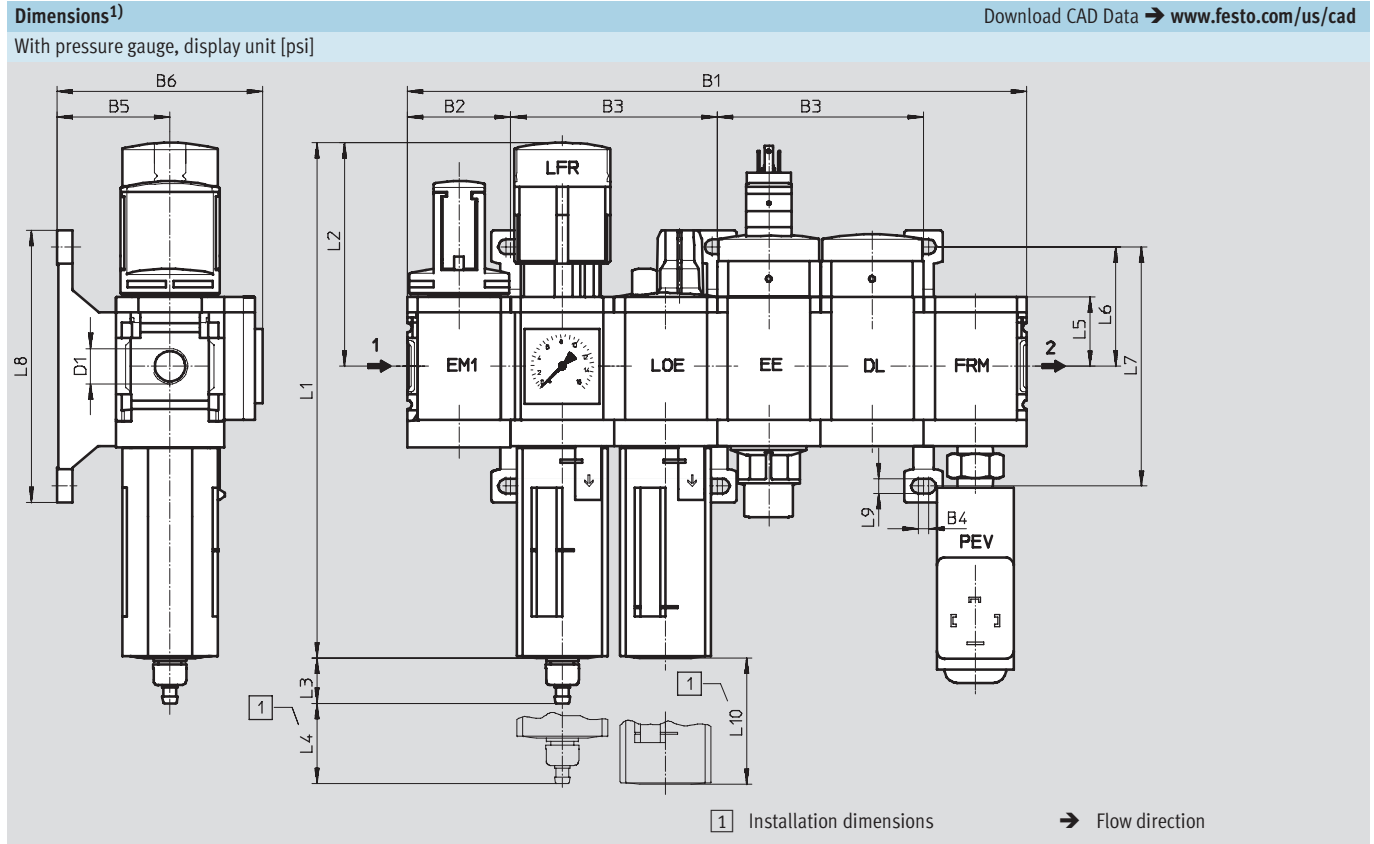 Dimensions1) Download CAD Data ➔ www.festo.com/us/cad
With pressure gauge, display unit [psi]
B6 B1
B5 B2 B3 B3
LFR
L2
L8 D1 L1 L5 L6 L7
1 EM1 LOE EE DL FRM 2
L9 B4
PEV
L3
1 1
L4 L10
1 Installation dimensions ➔ Flow direction